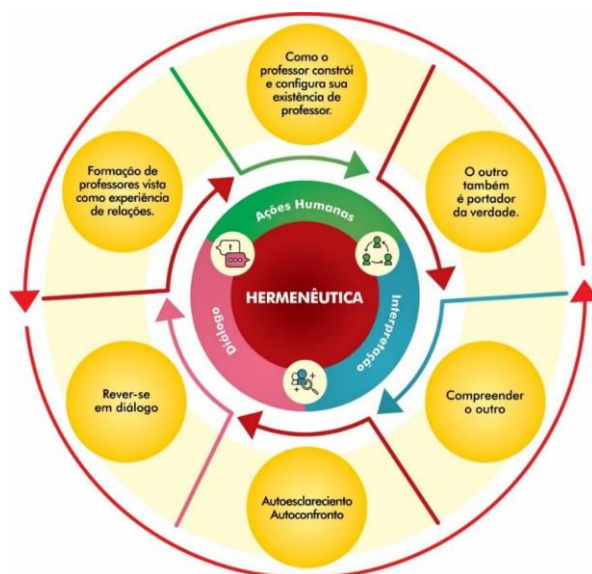 Como o
professor constrói
e configura sua
existência de
professor.
Formação de
professores vista
como experiência
de relações.
O outro
também
é portador
da verdade.
Ações Humanas
HERMENÊUTICA
Diálogo
Interpretação
Rever-se
em diálogo
Compreender
o outro
Autoesclareciento
Autoconfronto